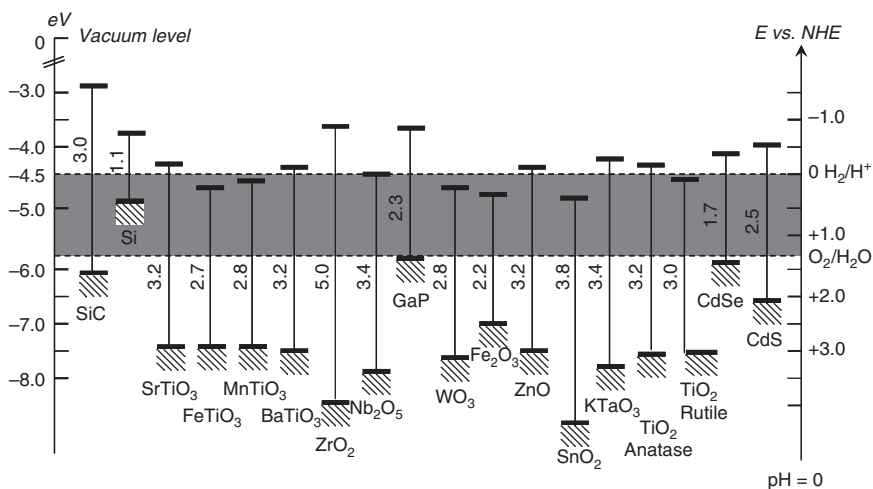 eV
Vacuum level
E vs. NHE
0
−3.0
−4.0
−4.5
−5.0
−6.0
−7.0
−8.0
−1.0
0 H₂/H⁺
+1.0
O₂/H₂O
+2.0
+3.0
3.0
1.1
3.2
2.7
2.8
3.2
5.0
3.4
2.3
2.8
2.2
3.2
3.8
3.4
3.2
3.0
1.7
2.5
SiC
Si
SrTiO₃
FeTiO₃
MnTiO₃
BaTiO₃
ZrO₂
Nb₂O₅
GaP
WO₃
Fe₂O₃
ZnO
SnO₂
KTaO₃
TiO₂
Anatase
TiO₂
Rutile
CdSe
CdS
pH = 0